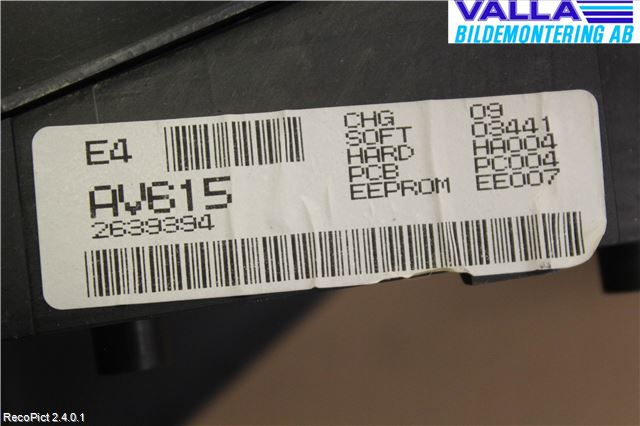 VALLA
BILDEMONTERING AB
E4
AV615
2639394
CHG 09
SOFT 03441
HARD HA004
PCB PC004
EEPROM EE007
RecoPict 2.4.0.1